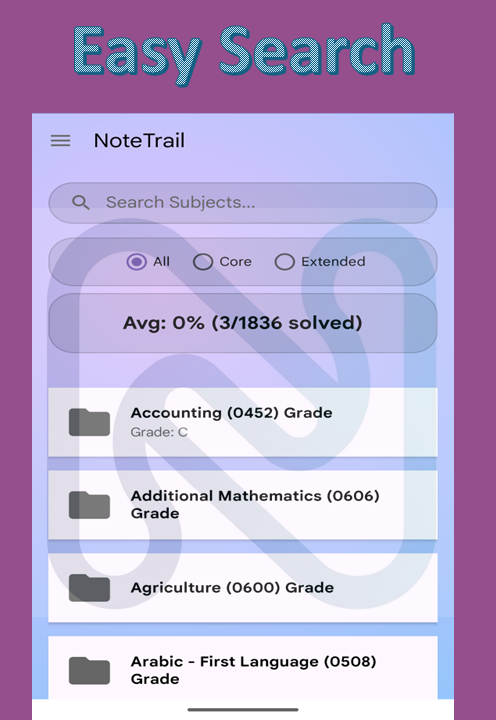 Easy Search
NoteTrail
Search Subjects...
All
Core
Extended
Avg: 0% (3/1836 solved)
Accounting (0452) Grade
Grade: C
Additional Mathematics (0606)
Grade
Agriculture (0600) Grade
Arabic - First Language (0508)
Grade